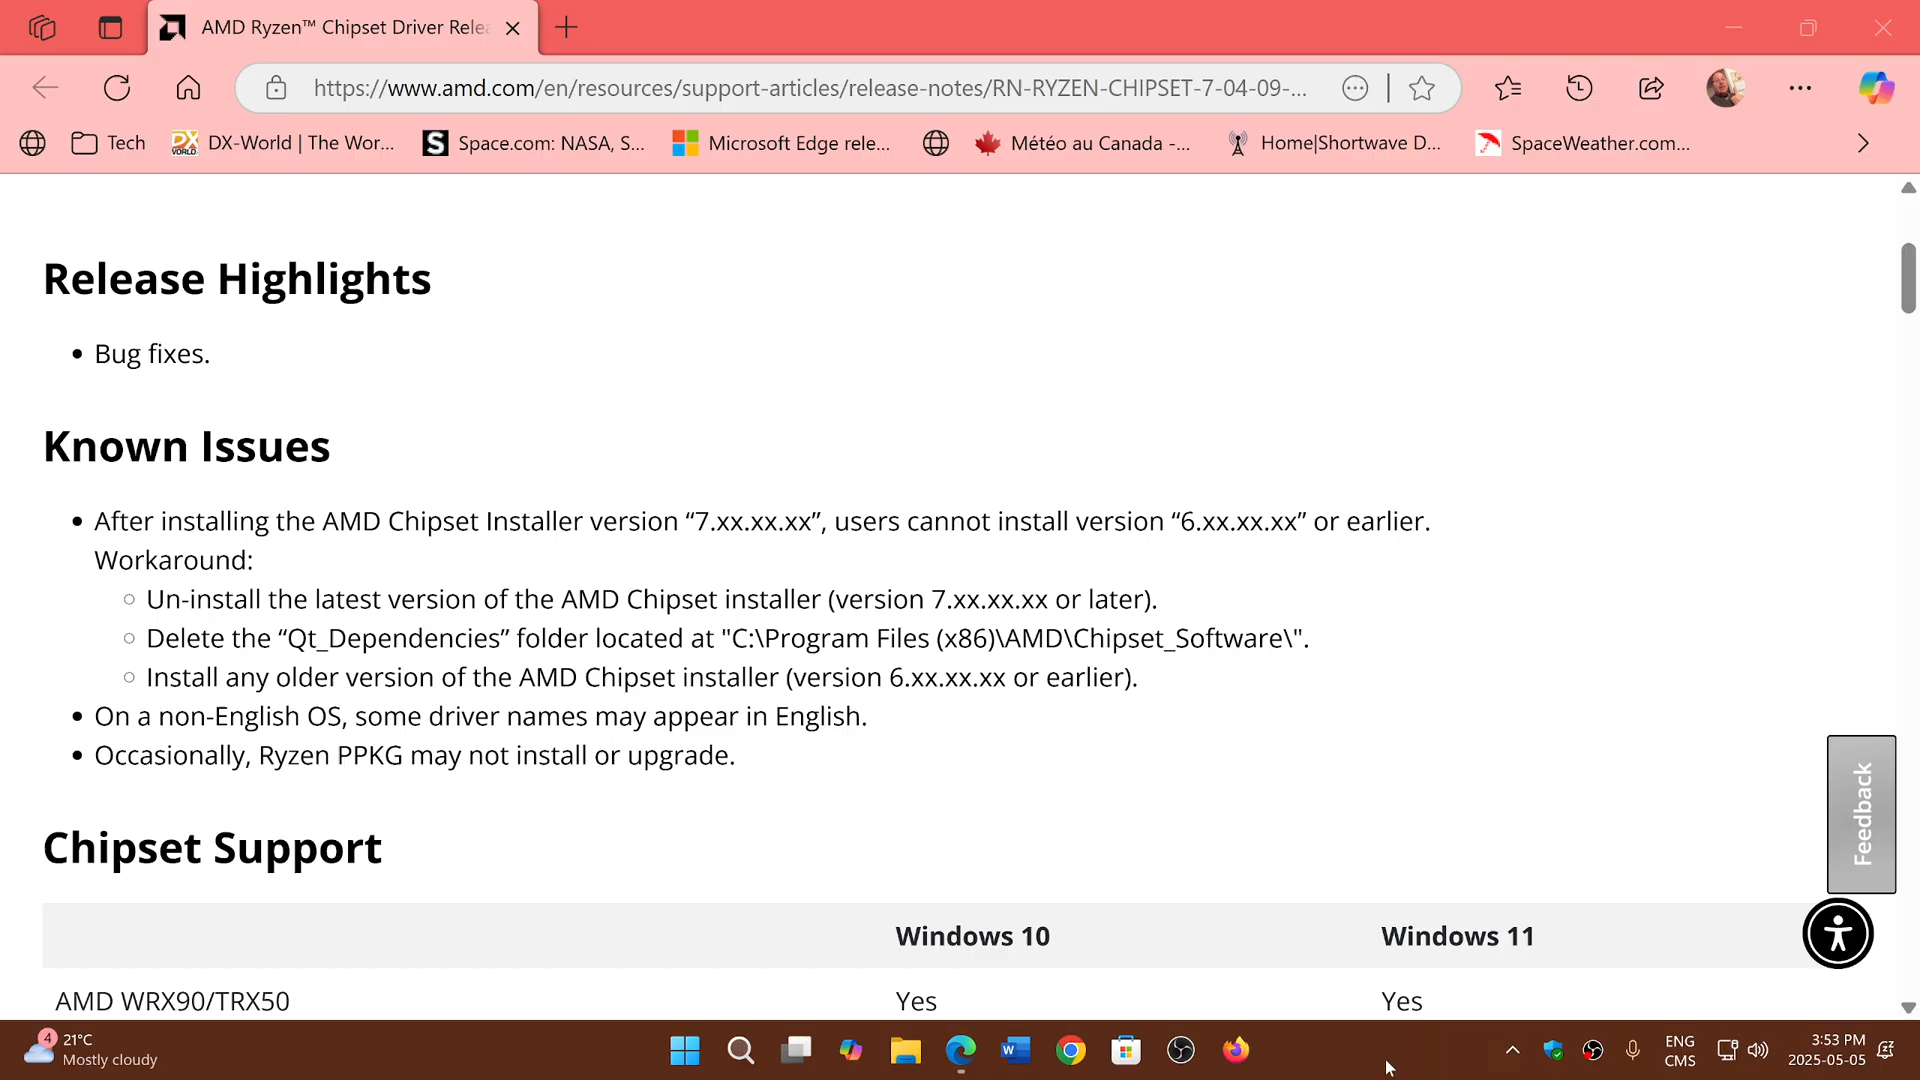 AMD Ryzen™ Chipset Driver Relea
https://www.amd.com/en/resources/support-articles/release-notes/RN-RYZEN-CHIPSET-7-04-09-...
Tech
DX-World | The Wor...
Space.com: NASA, S...
Microsoft Edge rele...
Météo au Canada -...
Home|Shortwave D...
SpaceWeather.com...
Release Highlights
Bug fixes.
Known Issues
After installing the AMD Chipset Installer version “7.xx.xx.xx”, users cannot install version “6.xx.xx.xx” or earlier.
Workaround:
Un-install the latest version of the AMD Chipset installer (version 7.xx.xx.xx or later).
Delete the “Qt_Dependencies” folder located at "C:\Program Files (x86)\AMD\Chipset_Software\".
Install any older version of the AMD Chipset installer (version 6.xx.xx.xx or earlier).
On a non-English OS, some driver names may appear in English.
Occasionally, Ryzen PPKG may not install or upgrade.
Feedback
Chipset Support
Windows 10 Windows 11
AMD WRX90/TRX50 Yes Yes
4
21°C
Mostly cloudy
ENG
CMS
3:53 PM
2025-05-05